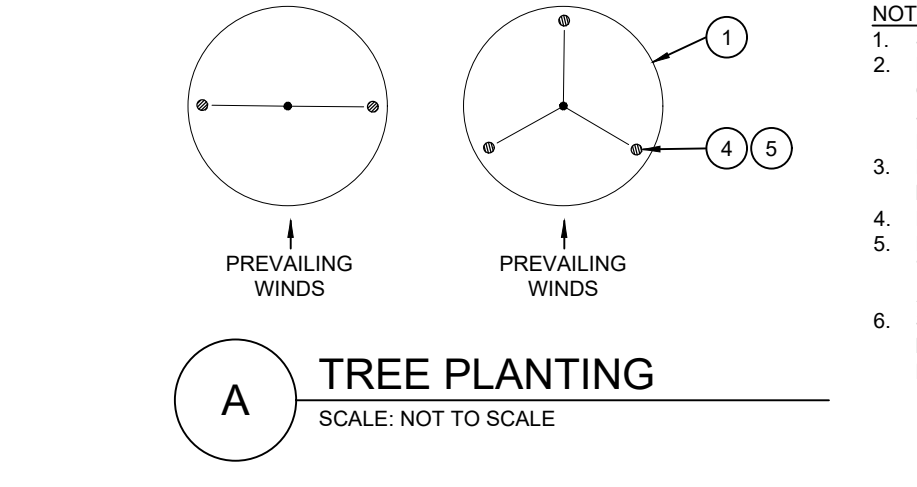 1
4 5
PREVAILING
WINDS
PREVAILING
WINDS
A
TREE PLANTING
SCALE: NOT TO SCALE
1.
2.
3.
4.
5.
6.